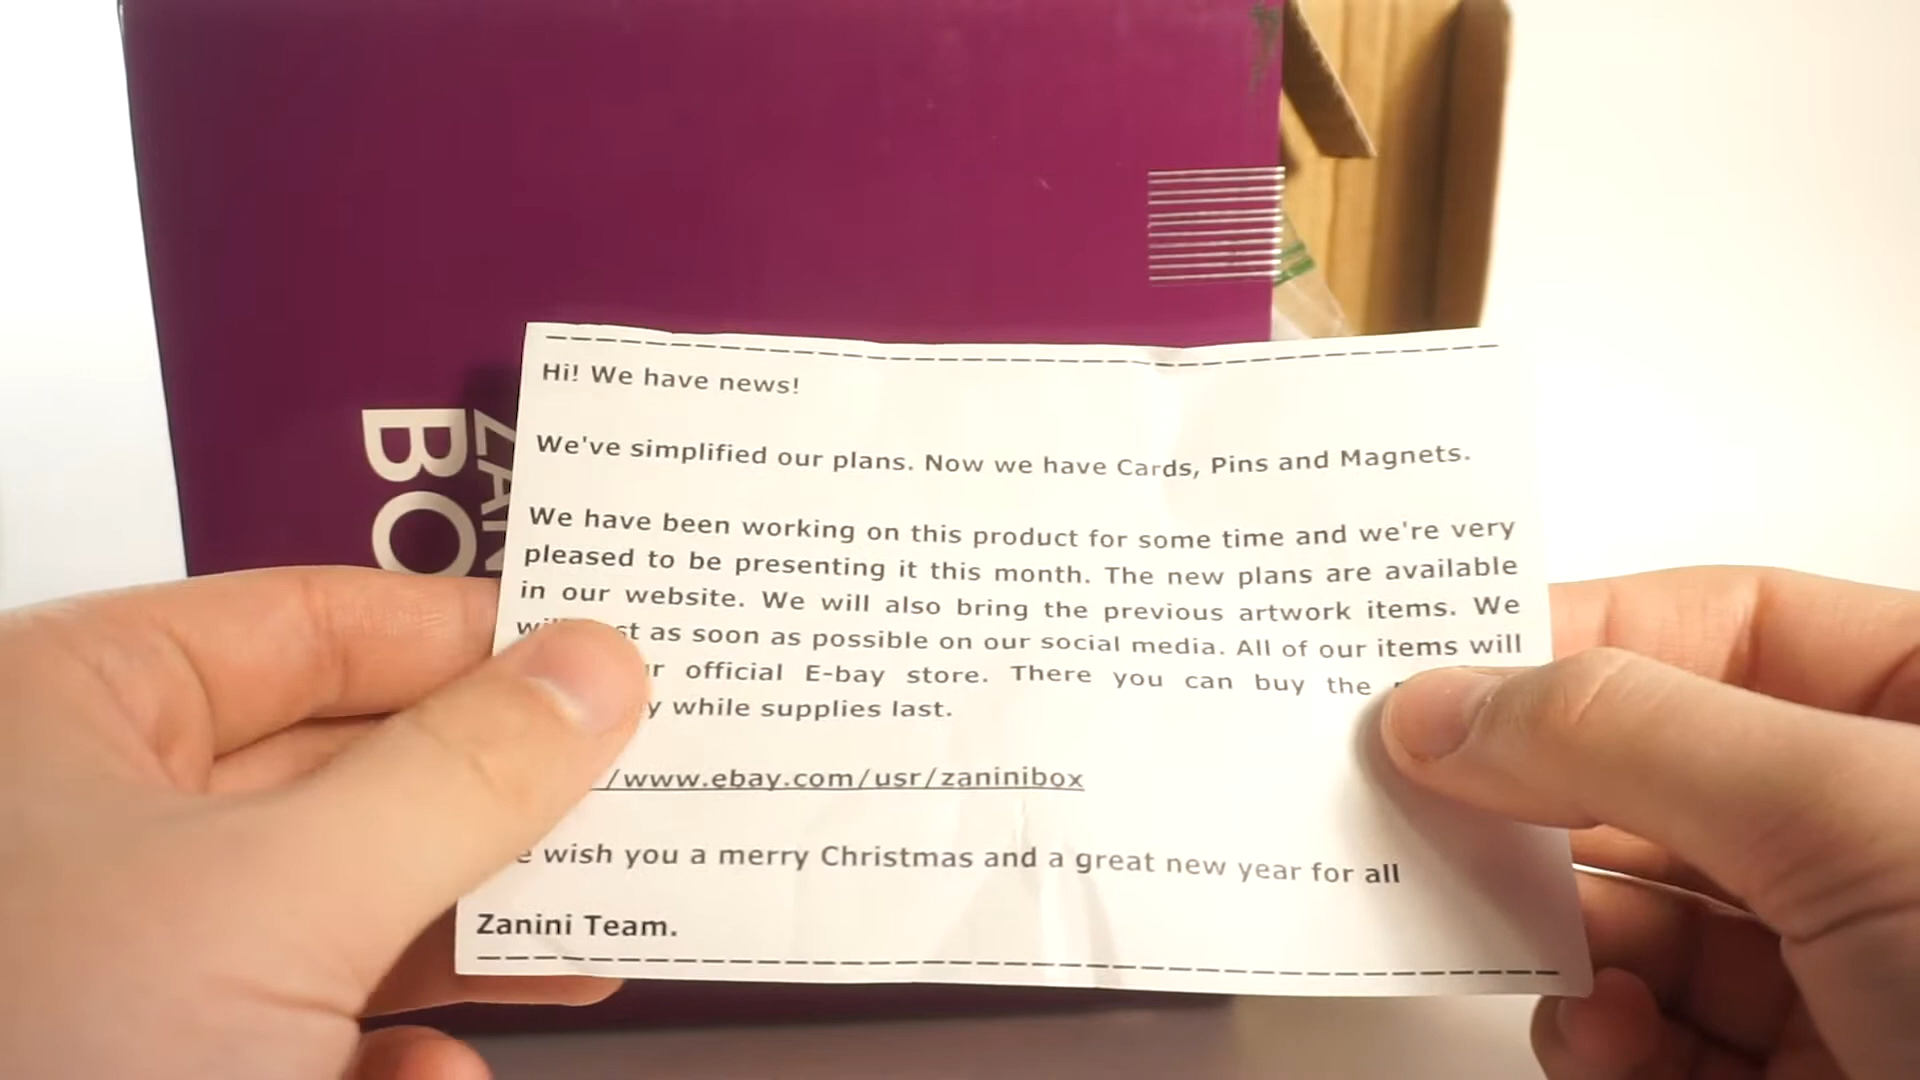 BO
Hi! We have news!
We've simplified our plans. Now we have Cards, Pins and Magnets.
We have been working on this product for some time and we're very
pleased to be presenting it this month. The new plans are available
in our website. We will also bring the previous artwork items. We
as soon as possible on our social media. All of our items will
official E-bay store. There you can buy the
while supplies last.
/www.ebay.com/usr/zaninibox
wish you a merry Christmas and a great new year for all
Zanini Team.